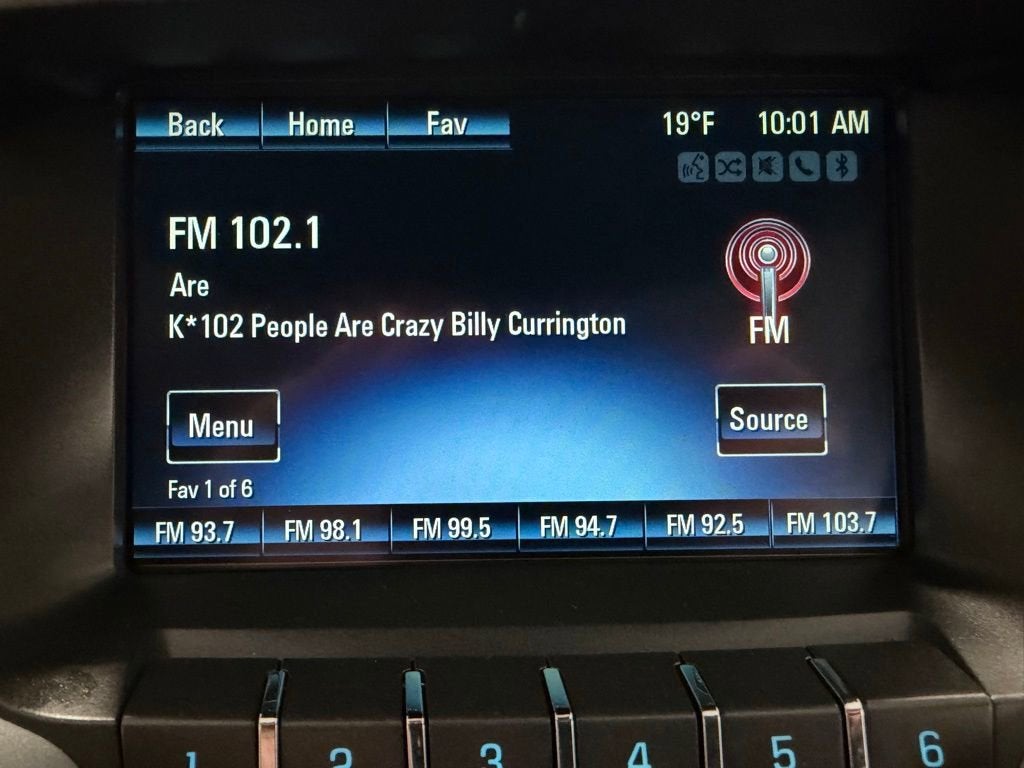 Back Home Fav 19°F 10:01 AM
FM 102.1
Are
K*102 People Are Crazy Billy Currington
FM
Menu
Source
Fav 1 of 6
FM 93.7 FM 98.1 FM 99.5 FM 94.7 FM 92.5 FM 103.7
1 2 3 4 5 6